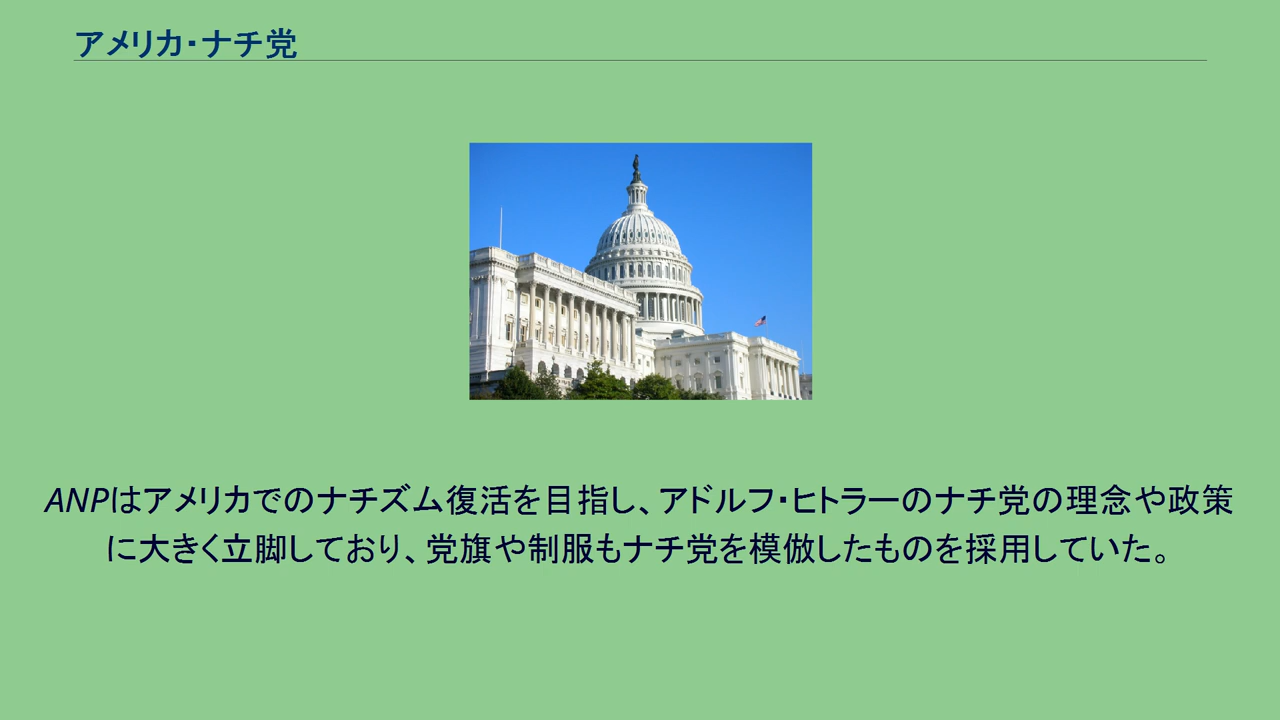 アメリカ・ナチ党
ANPはアメリカでのナチズム復活を目指し、アドルフ・ヒトラーのナチ党の理念や政策
に大きく立脚しており、党旗や制服もナチ党を模倣したものを採用していた。